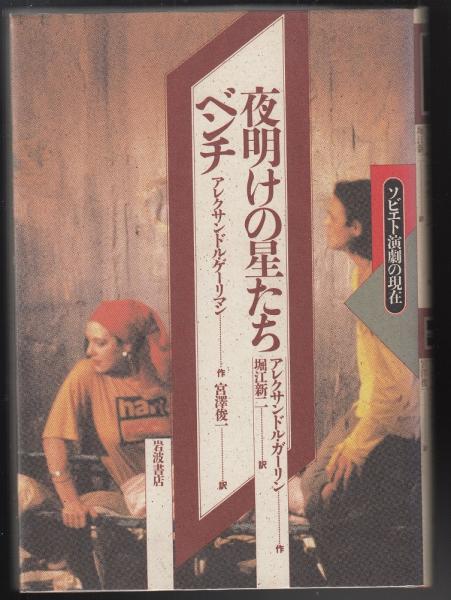 夜明けの星たち
アレクサンドル・ガーリン 作
堀江新二 訳
ベンチ
アレクサンドル・ゲーリマン 作
宮澤俊一 訳
ソビエト演劇の現在
岩波書店